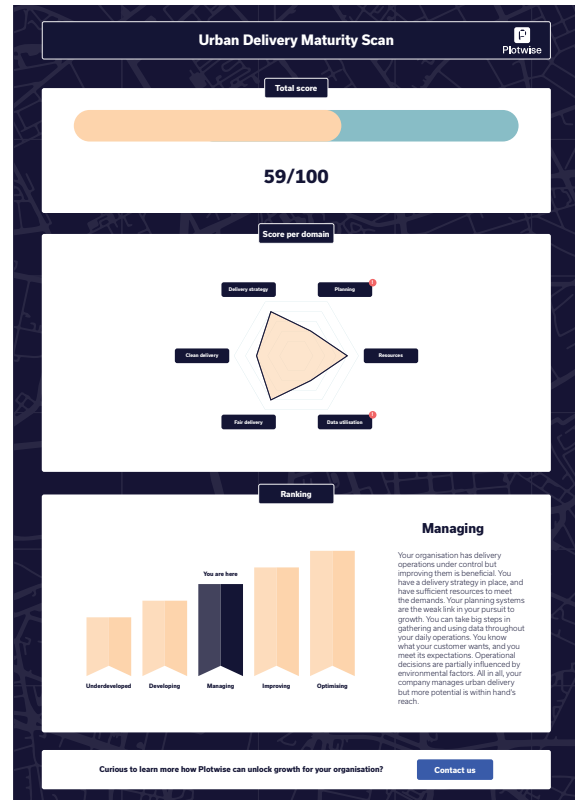 Urban Delivery Maturity Scan
Plotwise
Total score
59/100
Score per domain
Delivery strategy
Planning
!
Clean delivery
Resources
Fair delivery
Data utilisation
!
Ranking
Managing
You are here
Underdeveloped
Developing
Managing
Improving
Optimising
Your organisation has delivery
operations under control but
improving them is beneficial. You
have a delivery strategy in place, and
have sufficient resources to meet
the demands. Your planning systems
are the weak link in your pursuit to
growth. You can take big steps in
gathering and using data throughout
your daily operations. You know
what your customer wants, and you
meet its expectations. Operational
decisions are partially influenced by
environmental factors. All in all, your
company manages urban delivery
but more potential is within hand's
reach.
Curious to learn more how Plotwise can unlock growth for your organisation?
Contact us